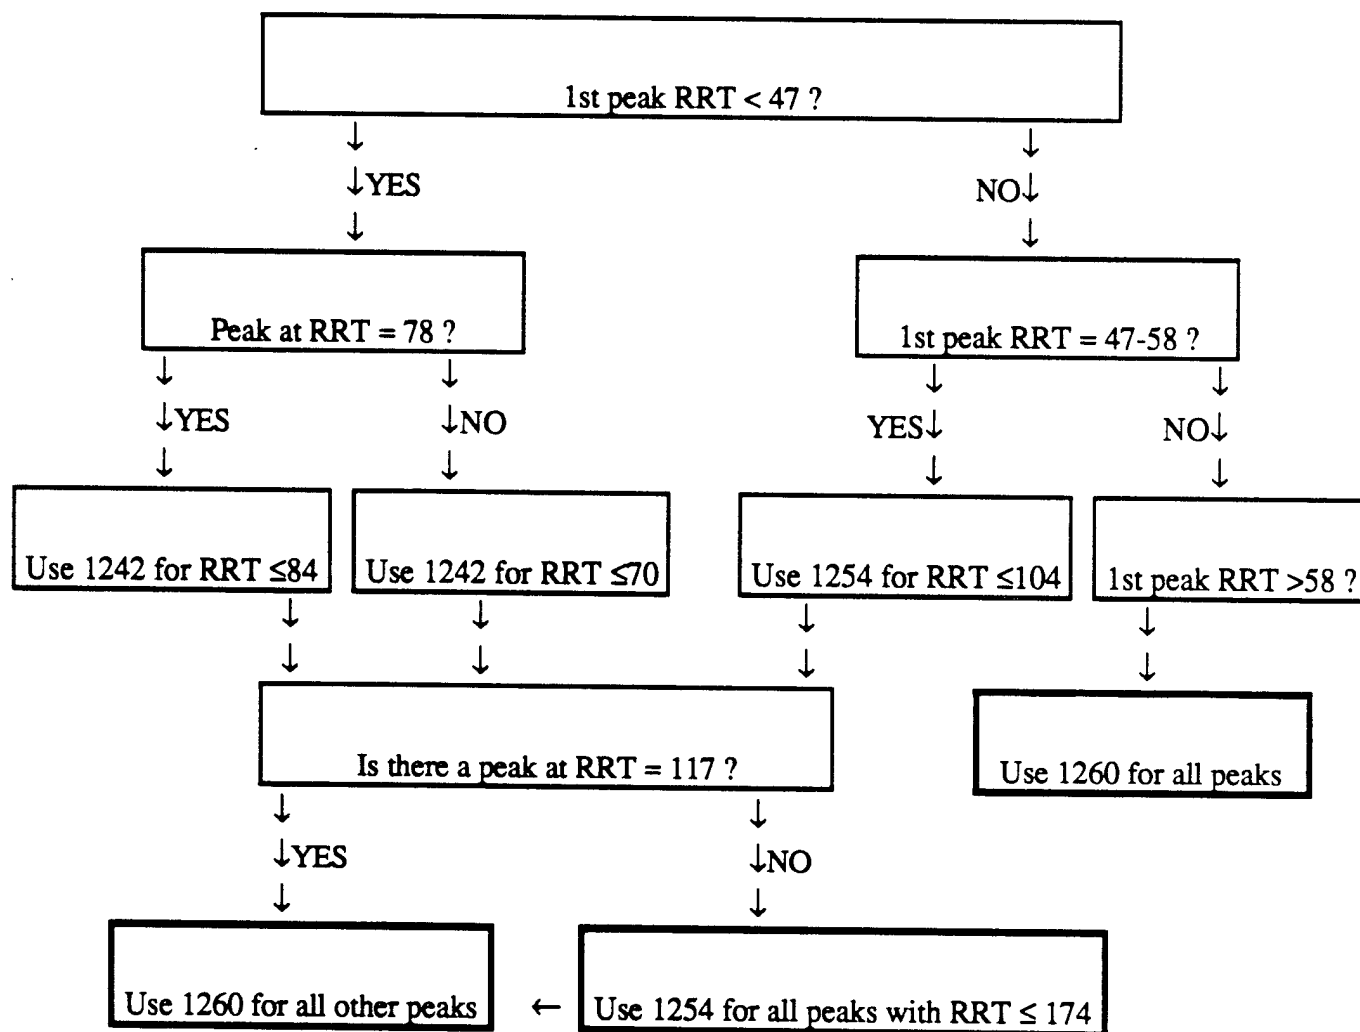 1st peak RRT < 47 ?
↓ ↓
↓YES NO↓
↓ ↓
Peak at RRT = 78 ? 1st peak RRT = 47-58 ?
↓ ↓ ↓ ↓
↓YES ↓NO YES↓ NO↓
↓ ↓ ↓ ↓
Use 1242 for RRT ≤84 Use 1242 for RRT ≤70 Use 1254 for RRT ≤104 1st peak RRT >58 ?
↓ ↓ ↓ ↓
↓ ↓ ↓ ↓
Is there a peak at RRT = 117 ? Use 1260 for all peaks
↓ ↓
↓YES ↓NO
↓ ↓
Use 1260 for all other peaks ← Use 1254 for all peaks with RRT ≤ 174